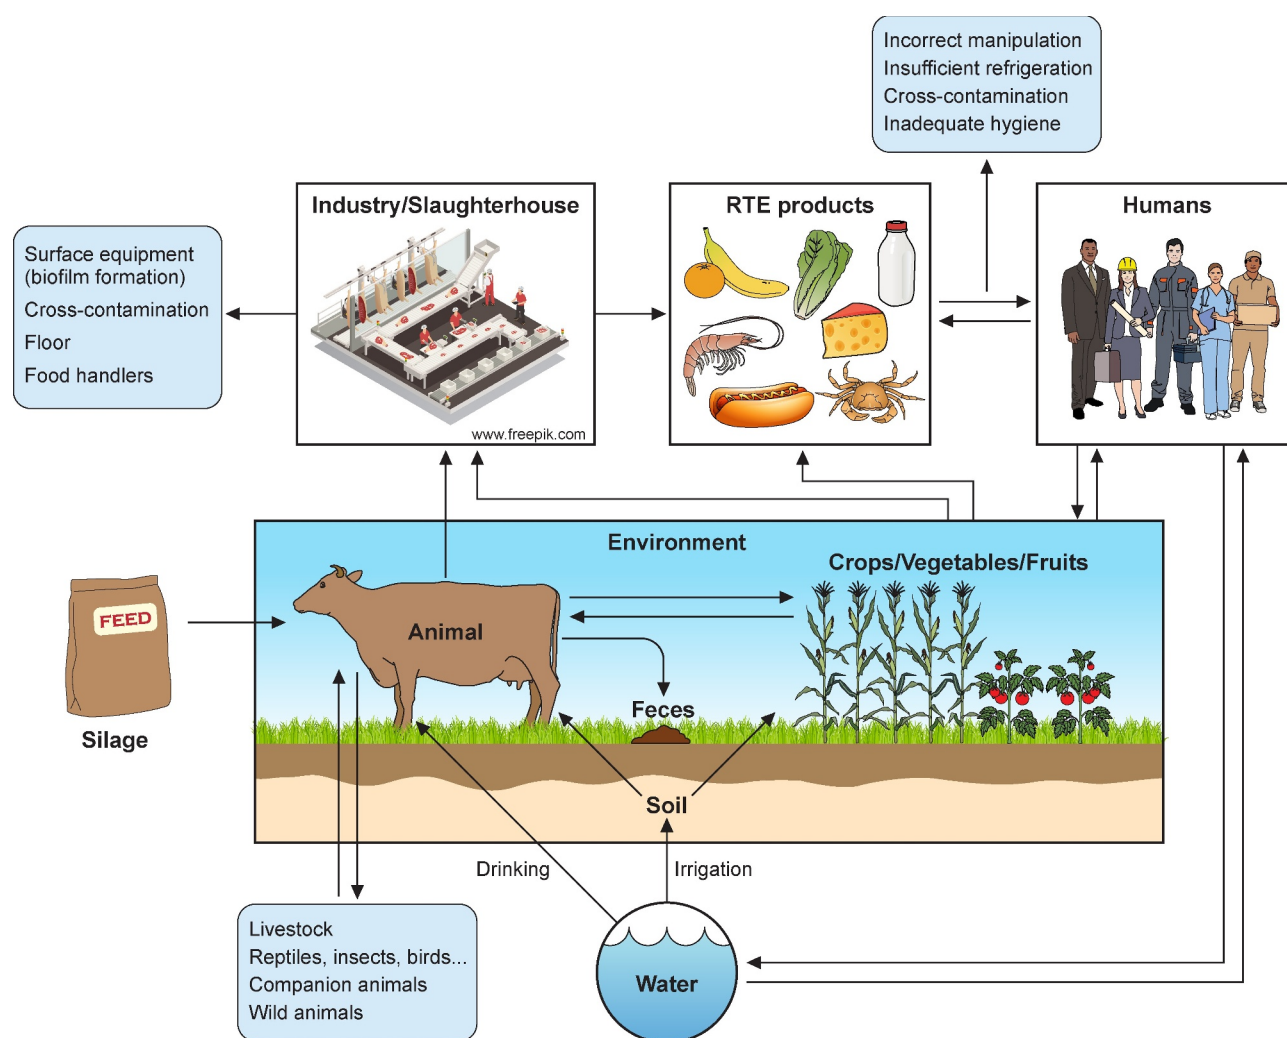 Incorrect manipulation
Insufficient refrigeration
Cross-contamination
Inadequate hygiene
Industry/Slaughterhouse
RTE products
Humans
Surface equipment
(biofilm formation)
Cross-contamination
Floor
Food handlers
www.freepik.com
Environment
Crops/Vegetables/Fruits
FEED
Animal
Silage
Feces
Soil
Drinking
Irrigation
Livestock
Reptiles, insects, birds...
Companion animals
Wild animals
Water